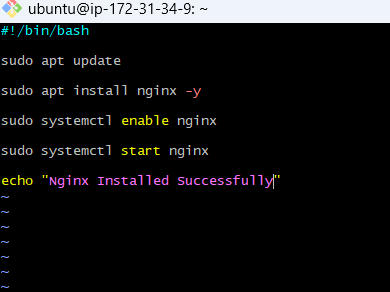 ubuntu@ip-172-31-34-9: ~
#!/bin/bash
sudo apt update
sudo apt install nginx -y
sudo systemctl enable nginx
sudo systemctl start nginx
echo "Nginx Installed Successfully"
~
~
~
~
~
~
~